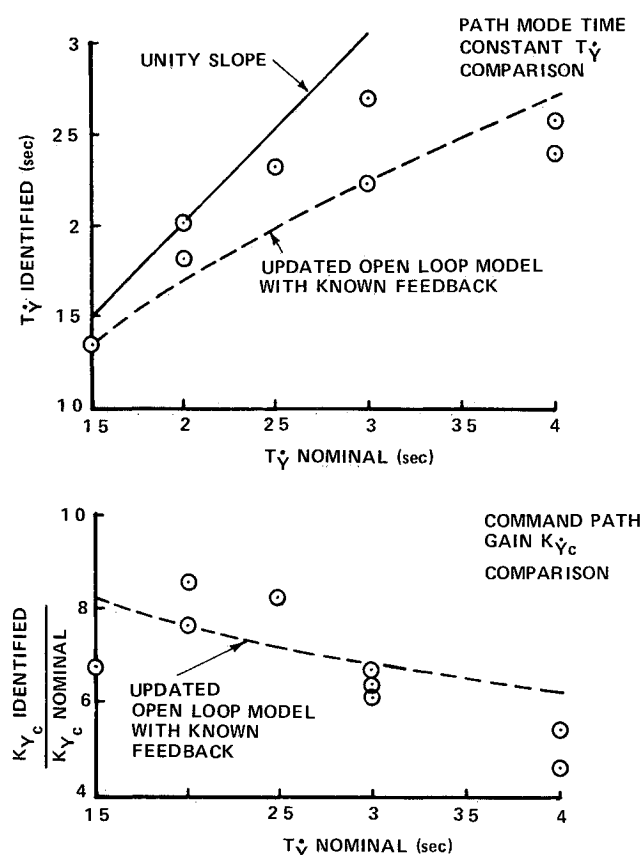 PATH MODE TIME
CONSTANT TẎ
COMPARISON
UNITY SLOPE
3
2 5
2
1 5
1 0
TẎ IDENTIFIED (sec)
UPDATED OPEN LOOP MODEL
WITH KNOWN FEEDBACK
1 5 2 2 5 3 3 5 4
TẎ NOMINAL (sec)
COMMAND PATH
GAIN KẎc
COMPARISON
1 0
8
6
4
KYc IDENTIFIED
KYc NOMINAL
UPDATED
OPEN LOOP MODEL
WITH KNOWN
FEEDBACK
1 5 2 2 5 3 3 5 4
TẎ NOMINAL (sec)